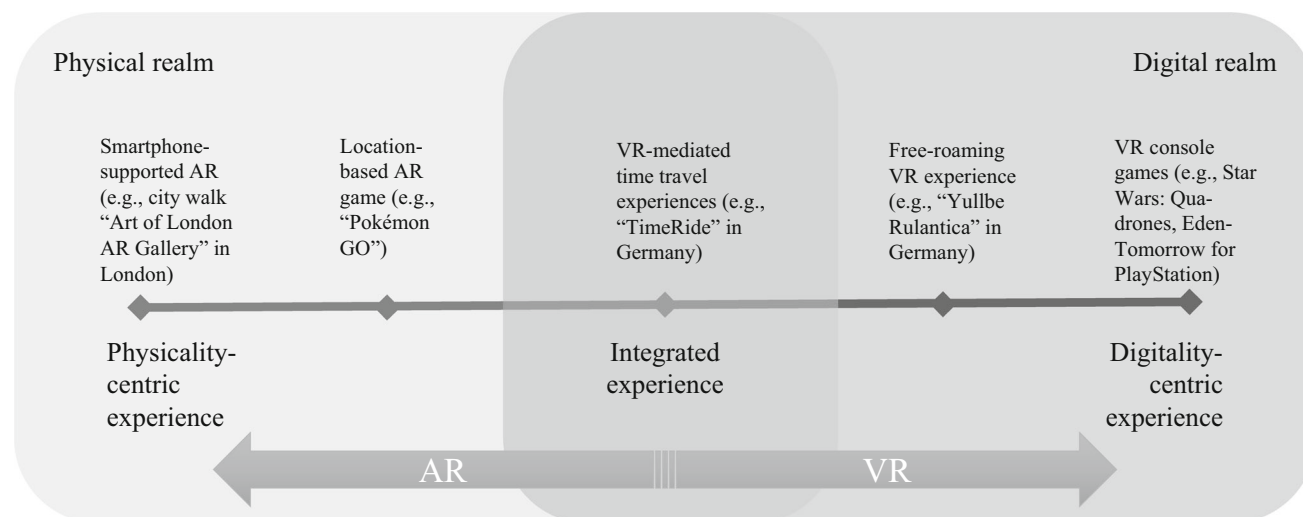 Physical realm
Digital realm
Smartphone-
supported AR
(e.g., city walk
“Art of London
AR Gallery” in
London)
Location-
based AR
game (e.g.,
“Pokémon
GO”)
VR-mediated
time travel
experiences (e.g.,
“TimeRide” in
Germany)
Free-roaming
VR experience
(e.g., “Yullbe
Rulantica” in
Germany)
VR console
games (e.g., Star
Wars: Qua-
drones, Eden-
Tomorrow for
PlayStation)
Physicality-
centric
experience
Integrated
experience
Digitality-
centric
experience
AR
VR